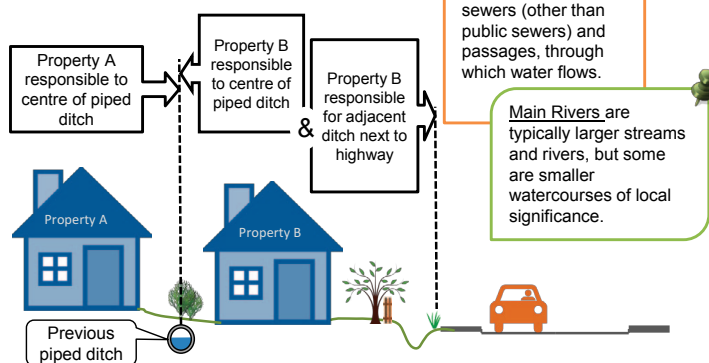 Property A
responsible to
centre of piped
ditch
Property B
responsible
to centre of
piped ditch
&
Property B
responsible
for adjacent
ditch next to
highway
sewers (other than
public sewers) and
passages, through
which water flows.
Main Rivers are
typically larger streams
and rivers, but some
are smaller
watercourses of local
significance.
Property A
Property B
Previous
piped ditch